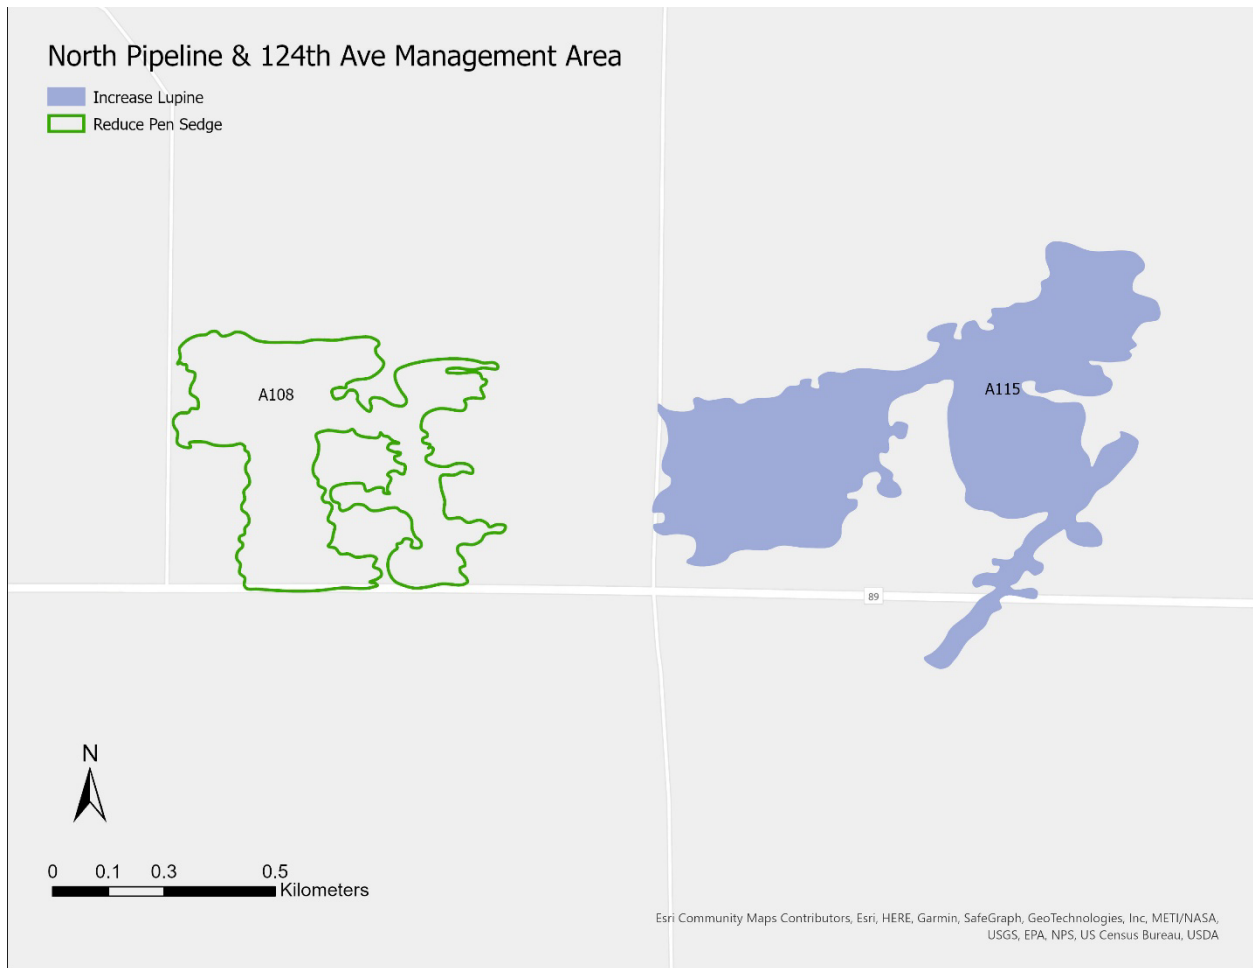 North Pipeline & 124th Ave Management Area
Increase Lupine
Reduce Pen Sedge
A108
A115
89
N
0 0.1 0.3 0.5
Kilometers
Esri Community Maps Contributors, Esri, HERE, Garmin, SafeGraph, GeoTechnologies, Inc, METI/NASA,
USGS, EPA, NPS, US Census Bureau, USDA